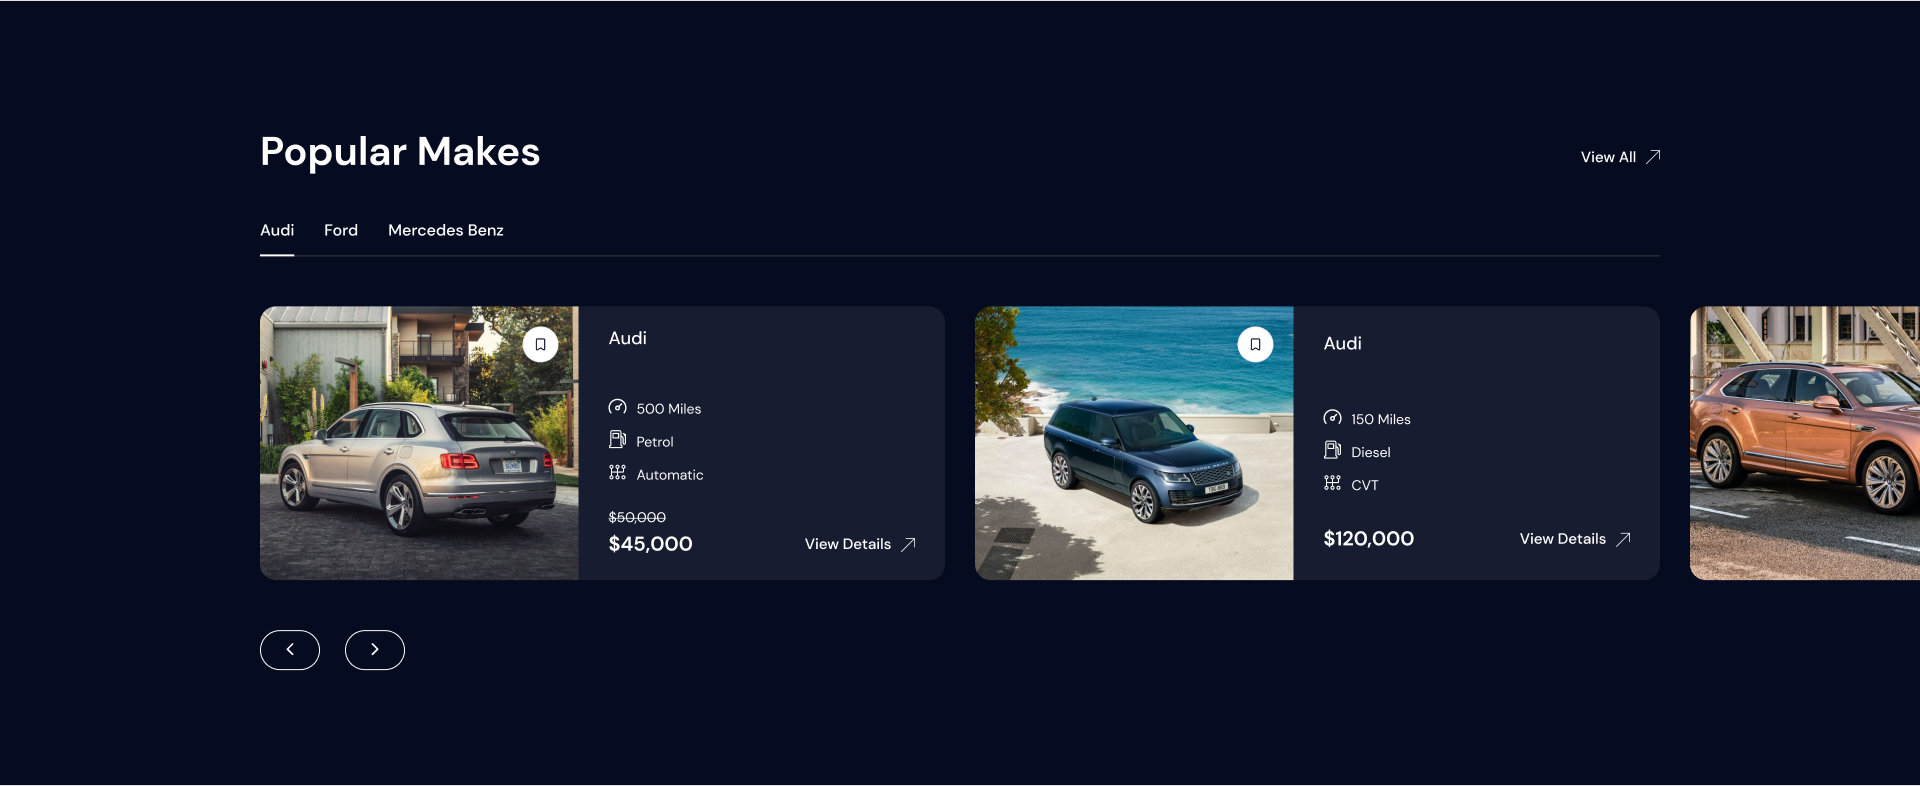 Popular Makes
View All
Audi
Ford
Mercedes Benz
Audi
500 Miles
Petrol
Automatic
$50,000
$45,000
View Details
Audi
150 Miles
Diesel
CVT
$120,000
View Details